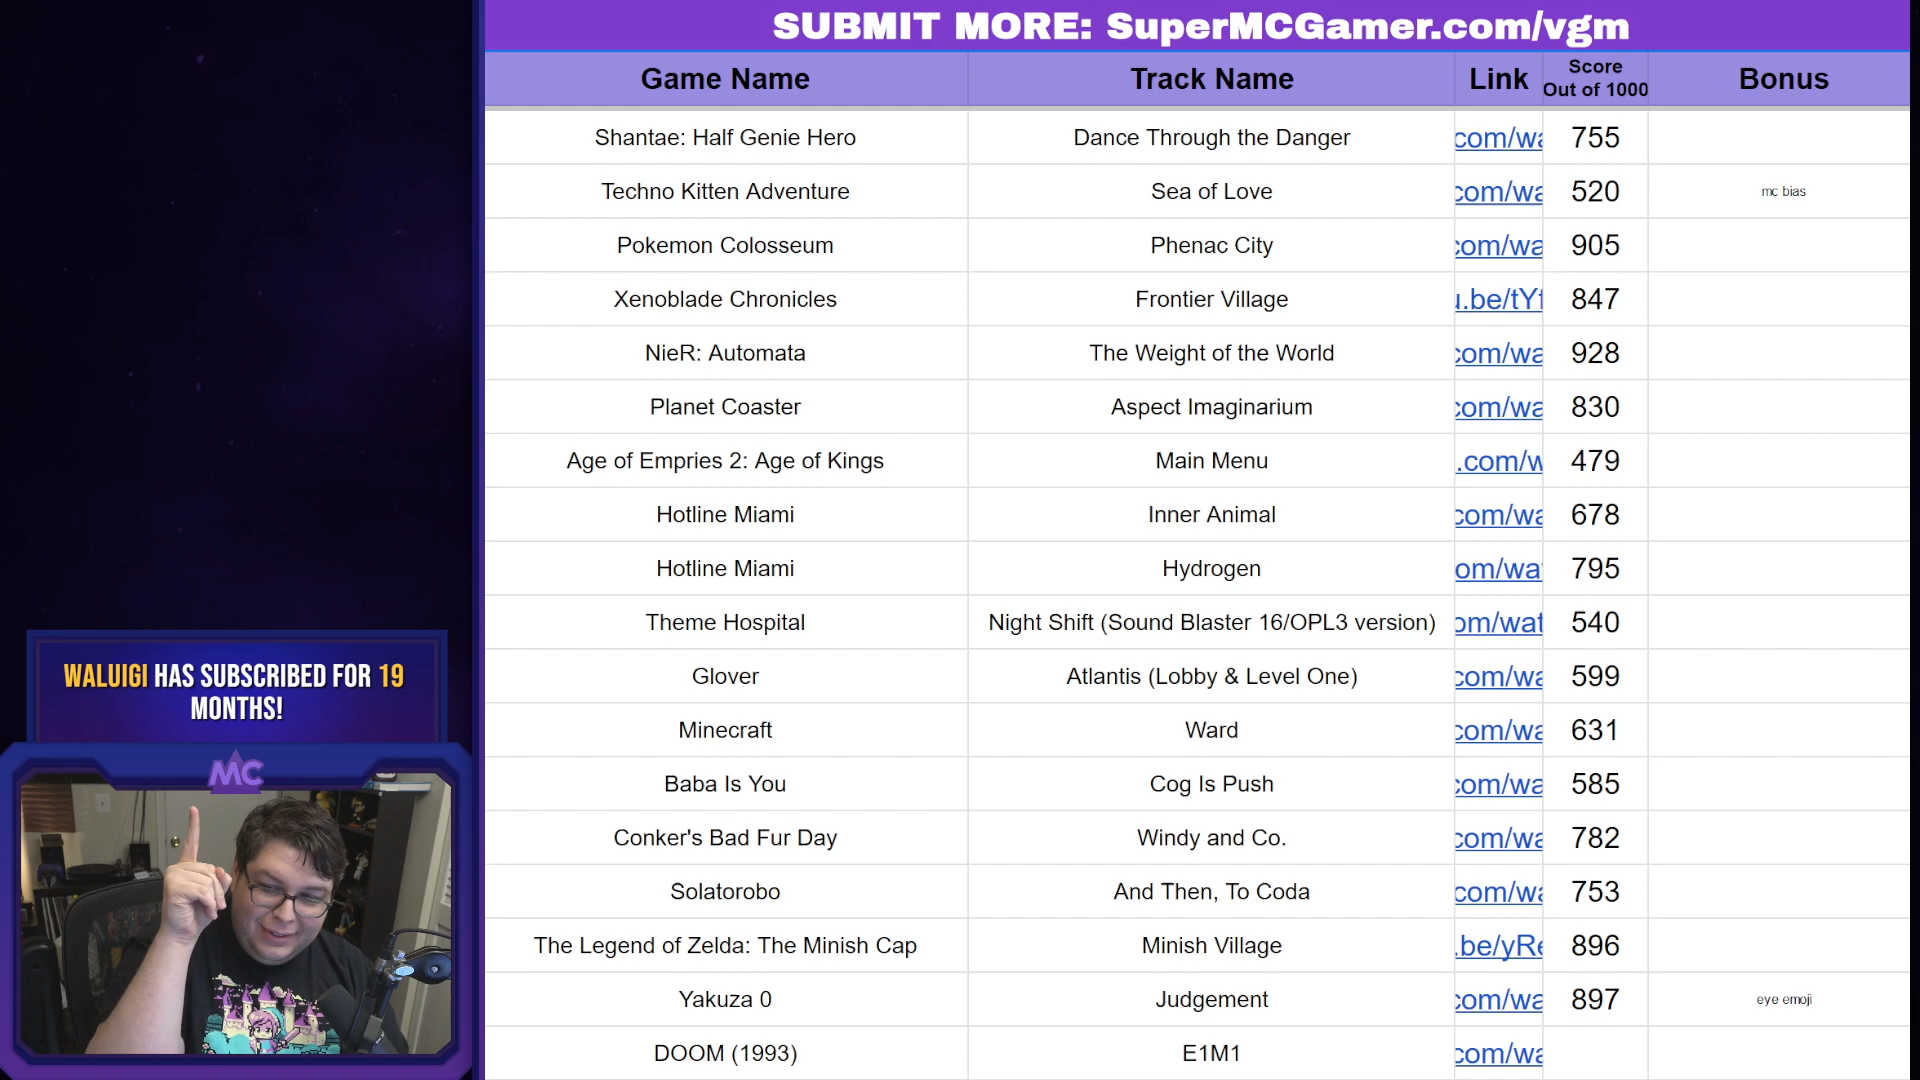 SUBMIT MORE: SuperMCGamer.com/vgm
Game Name Track Name Link Score Out of 1000 Bonus
Shantae: Half Genie Hero Dance Through the Danger com/wa 755
Techno Kitten Adventure Sea of Love com/wa 520 mc bias
Pokemon Colosseum Phenac City com/wa 905
Xenoblade Chronicles Frontier Village u.be/tYf 847
NieR: Automata The Weight of the World com/wa 928
Planet Coaster Aspect Imaginarium com/wa 830
Age of Empries 2: Age of Kings Main Menu .com/w 479
Hotline Miami Inner Animal com/wa 678
Hotline Miami Hydrogen om/wat 795
Theme Hospital Night Shift (Sound Blaster 16/OPL3 version) om/wat 540
Glover Atlantis (Lobby & Level One) com/wa 599
Minecraft Ward com/wa 631
Baba Is You Cog Is Push com/wa 585
Conker's Bad Fur Day Windy and Co. com/wa 782
Solatorobo And Then, To Coda com/wa 753
The Legend of Zelda: The Minish Cap Minish Village .be/yRe 896
Yakuza 0 Judgement com/wa 897 eye emoji
DOOM (1993) E1M1 com/wa
WALUIGI HAS SUBSCRIBED FOR 19
MONTHS!
MC